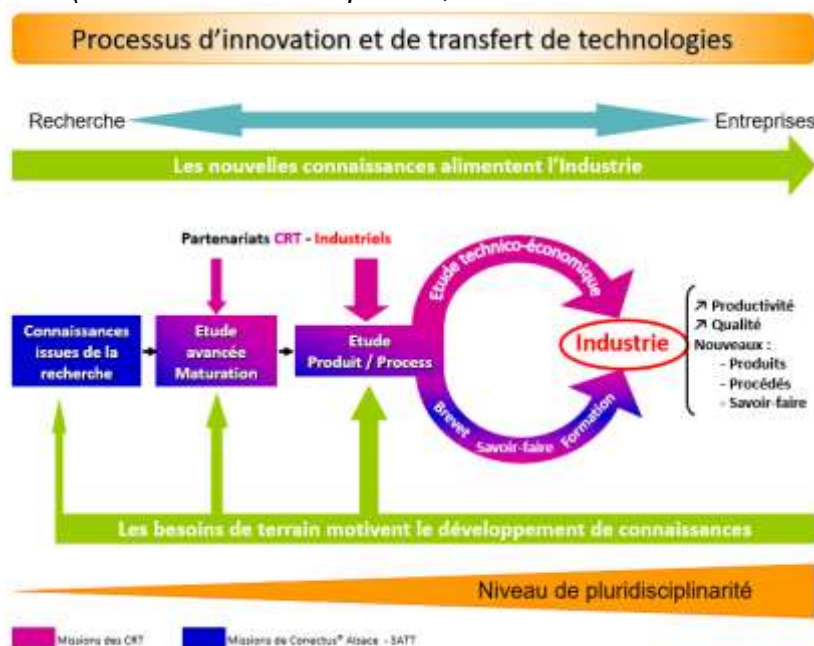 Processus d'innovation et de transfert de technologies
Recherche
Entreprises
Les nouvelles connaissances alimentent l'Industrie
Partenariats CRT - Industriels
Connaissances
issues de la
recherche
Etude
avancée
Maturation
Etude
Produit / Process
Etude technico-économique
Brevet Savoir-faire Formation
Industrie
↗ Productivité
↗ Qualité
Nouveaux :
- Produits
- Procédés
- Savoir-faire
Les besoins de terrain motivent le développement de connaissances
Niveau de pluridisciplinarité
Missions des CRT
Missions de Conectus® Alsace - SATT